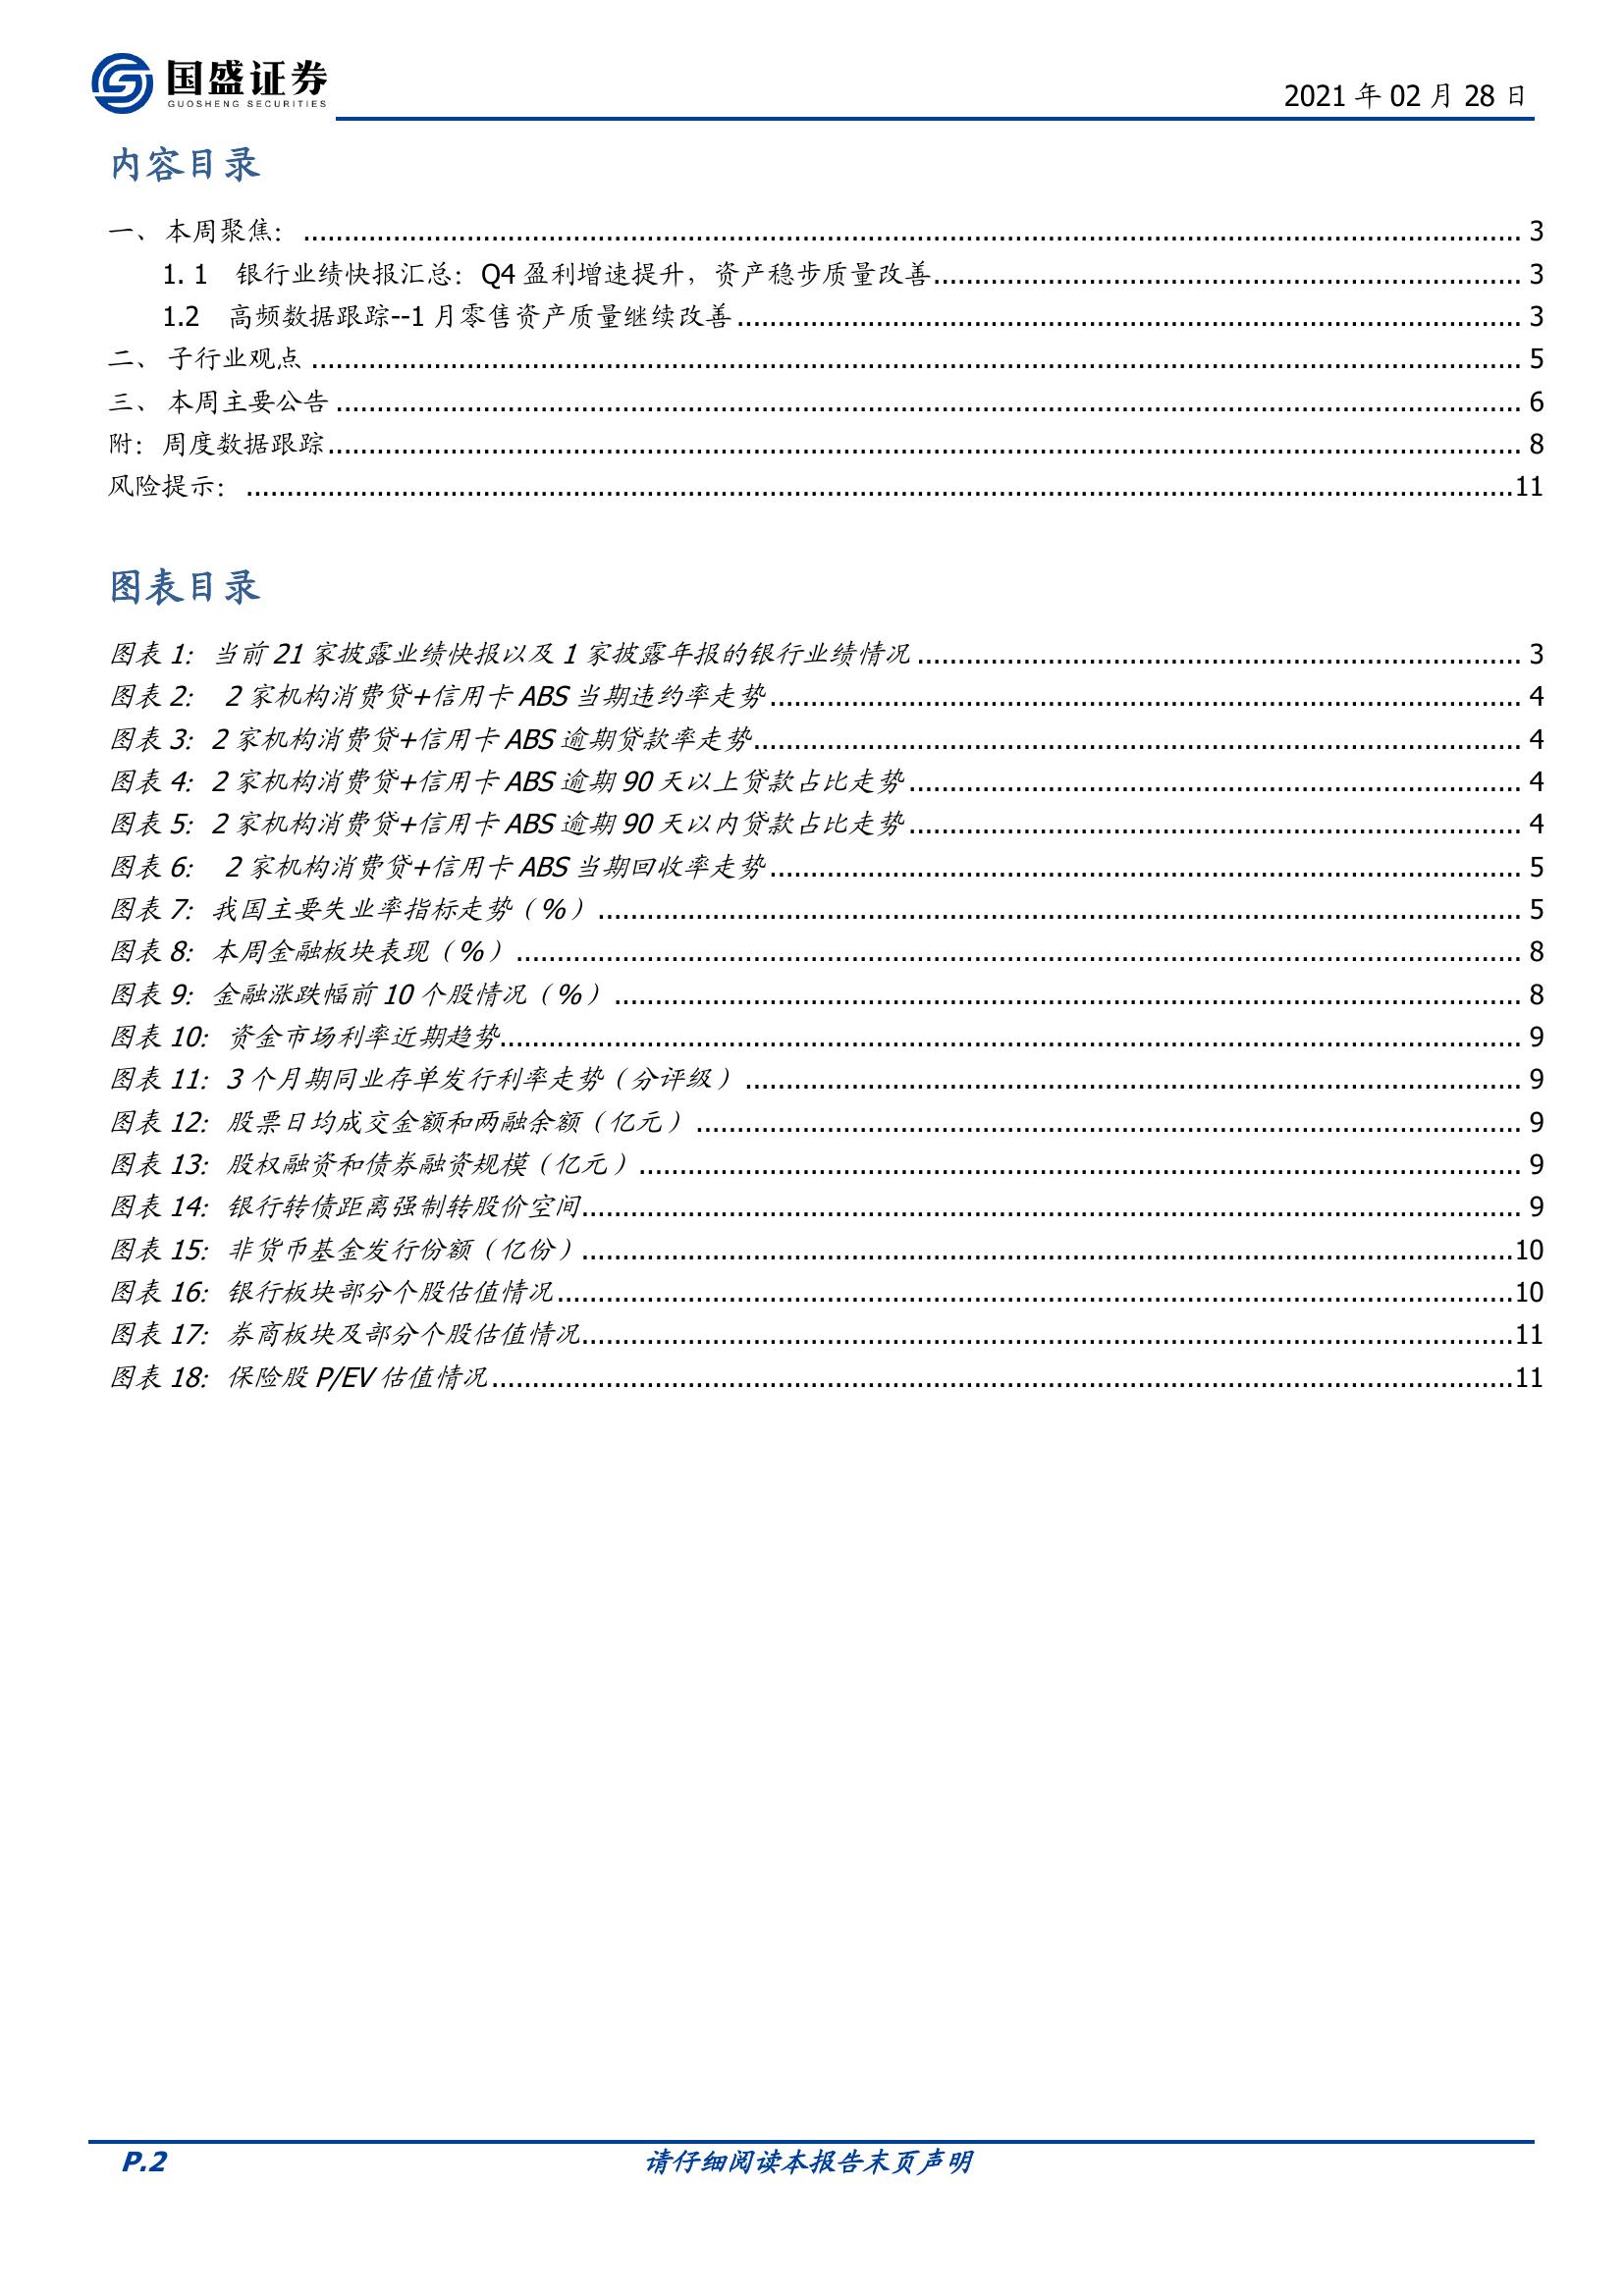 国盛证券
GUOSHENG SECURITIES
2021 年 02 月 28 日
内容目录
一、 本周聚焦： ........ 3
1. 1 银行业绩快报汇总：Q4 盈利增速提升，资产稳步质量改善........ 3
1.2 高频数据跟踪--1 月零售资产质量继续改善........ 3
二、 子行业观点 ........ 5
三、 本周主要公告 ........ 6
附：周度数据跟踪........ 8
风险提示： ........11
图表目录
图表 1：当前 21 家披露业绩快报以及 1 家披露年报的银行业绩情况 ........ 3
图表 2： 2 家机构消费贷+信用卡 ABS 当期违约率走势........ 4
图表 3：2 家机构消费贷+信用卡 ABS 逾期贷款率走势........ 4
图表 4：2 家机构消费贷+信用卡 ABS 逾期 90 天以上贷款占比走势........ 4
图表 5：2 家机构消费贷+信用卡 ABS 逾期 90 天以内贷款占比走势........ 4
图表 6： 2 家机构消费贷+信用卡 ABS 当期回收率走势........ 5
图表 7：我国主要失业率指标走势（%）........ 5
图表 8：本周金融板块表现（%）........ 8
图表 9：金融涨跌幅前 10 个股情况（%）........ 8
图表 10：资金市场利率近期趋势........ 9
图表 11：3 个月期同业存单发行利率走势（分评级）........ 9
图表 12：股票日均成交金额和两融余额（亿元）........ 9
图表 13：股权融资和债券融资规模（亿元）........ 9
图表 14：银行转债距离强制转股价空间........ 9
图表 15：非货币基金发行份额（亿份）........10
图表 16：银行板块部分个股估值情况........10
图表 17：券商板块及部分个股估值情况........11
图表 18：保险股 P/EV 估值情况........11
P.2
请仔细阅读本报告末页声明